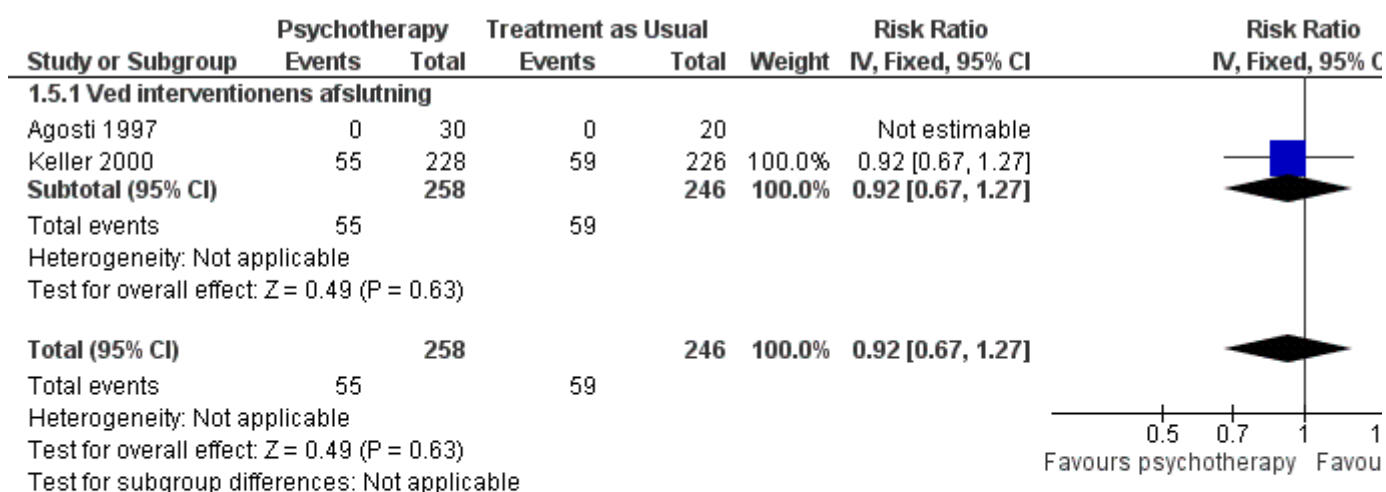 Psychotherapy Treatment as Usual Risk Ratio Risk Ratio
Study or Subgroup Events Total Events Total Weight IV, Fixed, 95% CI IV, Fixed, 95% C
1.5.1 Ved interventionens afslutning
Agosti 1997 0 30 0 20 Not estimable
Keller 2000 55 228 59 226 100.0% 0.92 [0.67, 1.27]
Subtotal (95% CI) 258 246 100.0% 0.92 [0.67, 1.27]
Total events 55 59
Heterogeneity: Not applicable
Test for overall effect: Z = 0.49 (P = 0.63)
Total (95% CI) 258 246 100.0% 0.92 [0.67, 1.27]
Total events 55 59
Heterogeneity: Not applicable
Test for overall effect: Z = 0.49 (P = 0.63)
Test for subgroup differences: Not applicable
0.5 0.7 1 1
Favours psychotherapy Favou